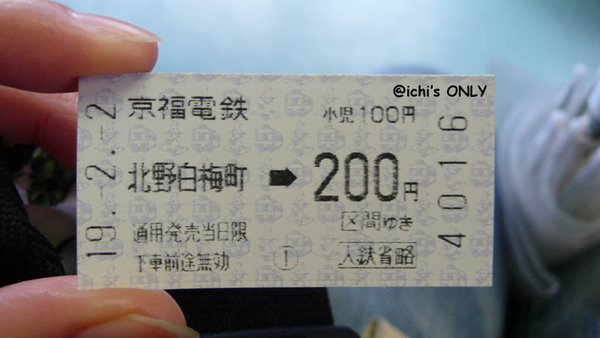 @ichi's ONLY
19.-2.-2
京福電鉄
小児100円
北野白梅町 ➡ 200円
区間ゆき
通用発売当日限
下車前途無効 ① 入鉄省略
4016